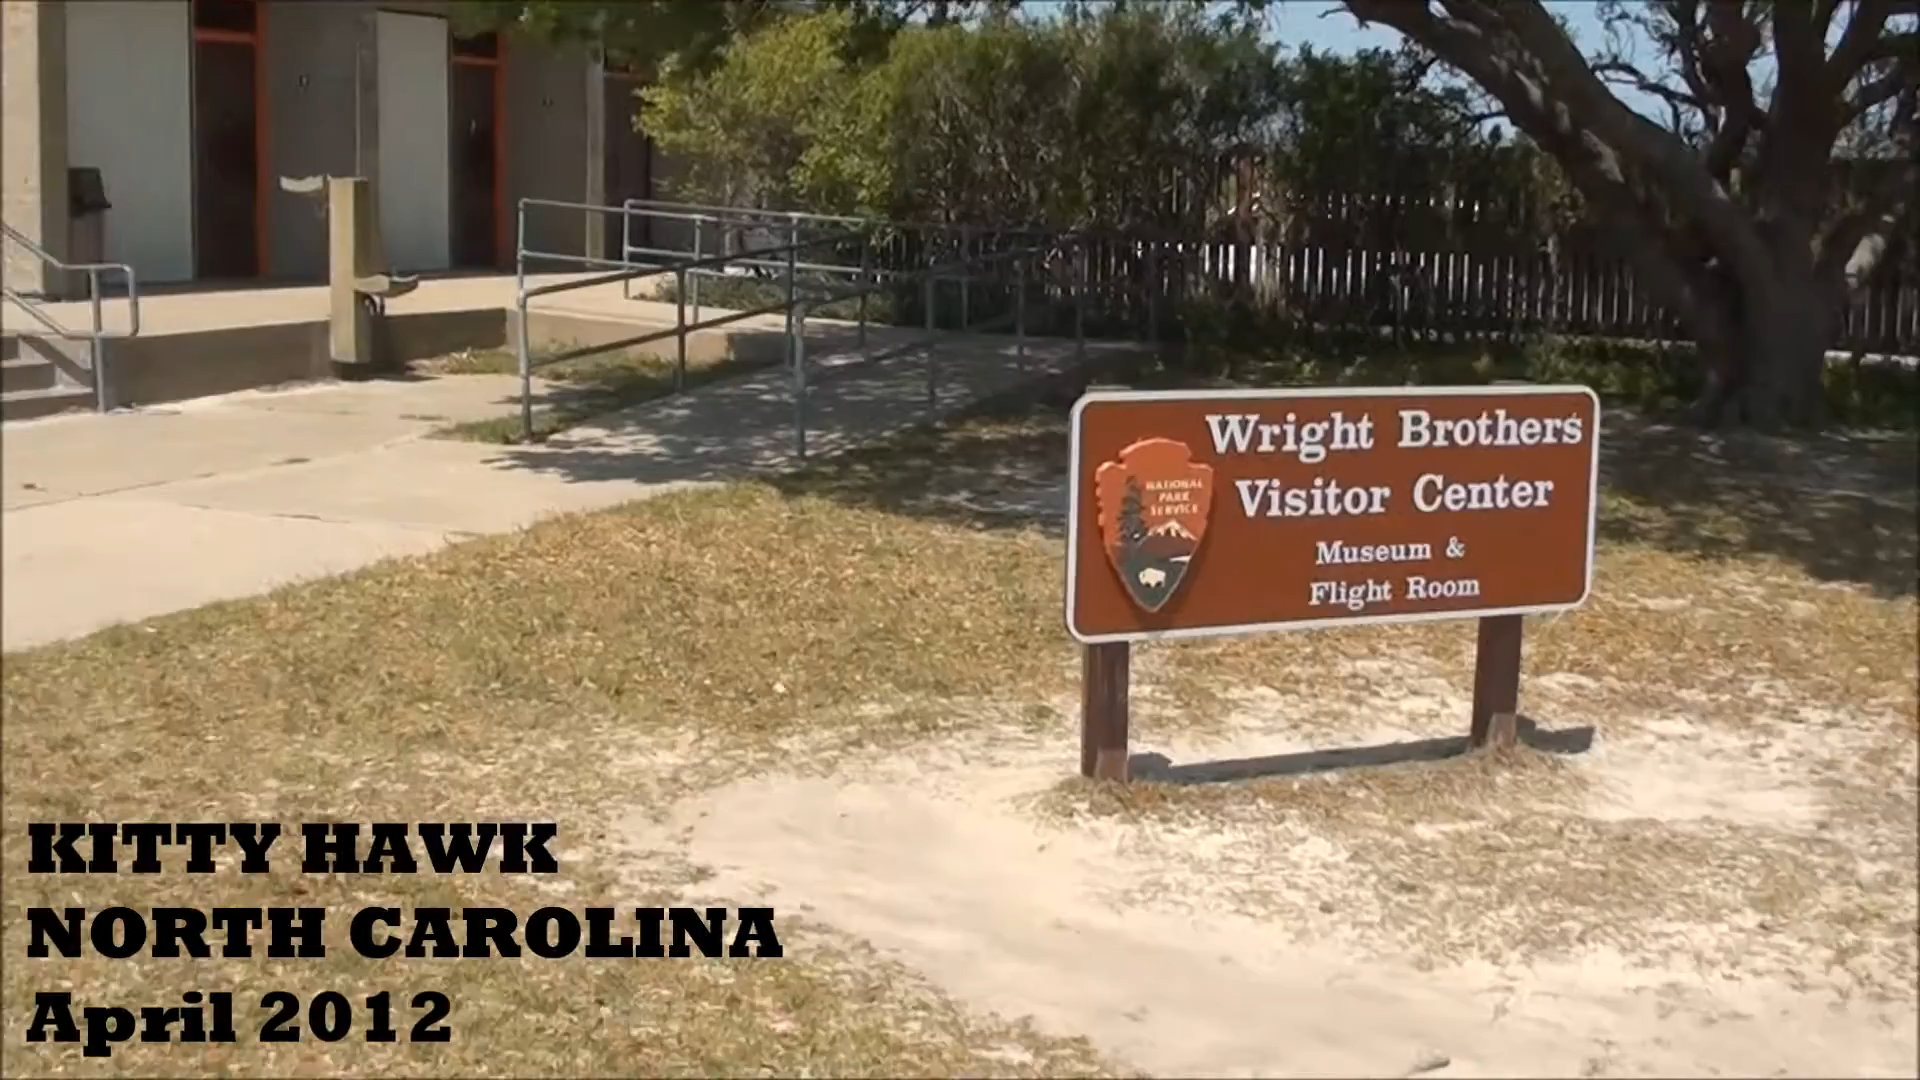 Wright Brothers
Visitor Center
Museum &
Flight Room
NATIONAL
PARK
SERVICE
KITTY HAWK
NORTH CAROLINA
April 2012